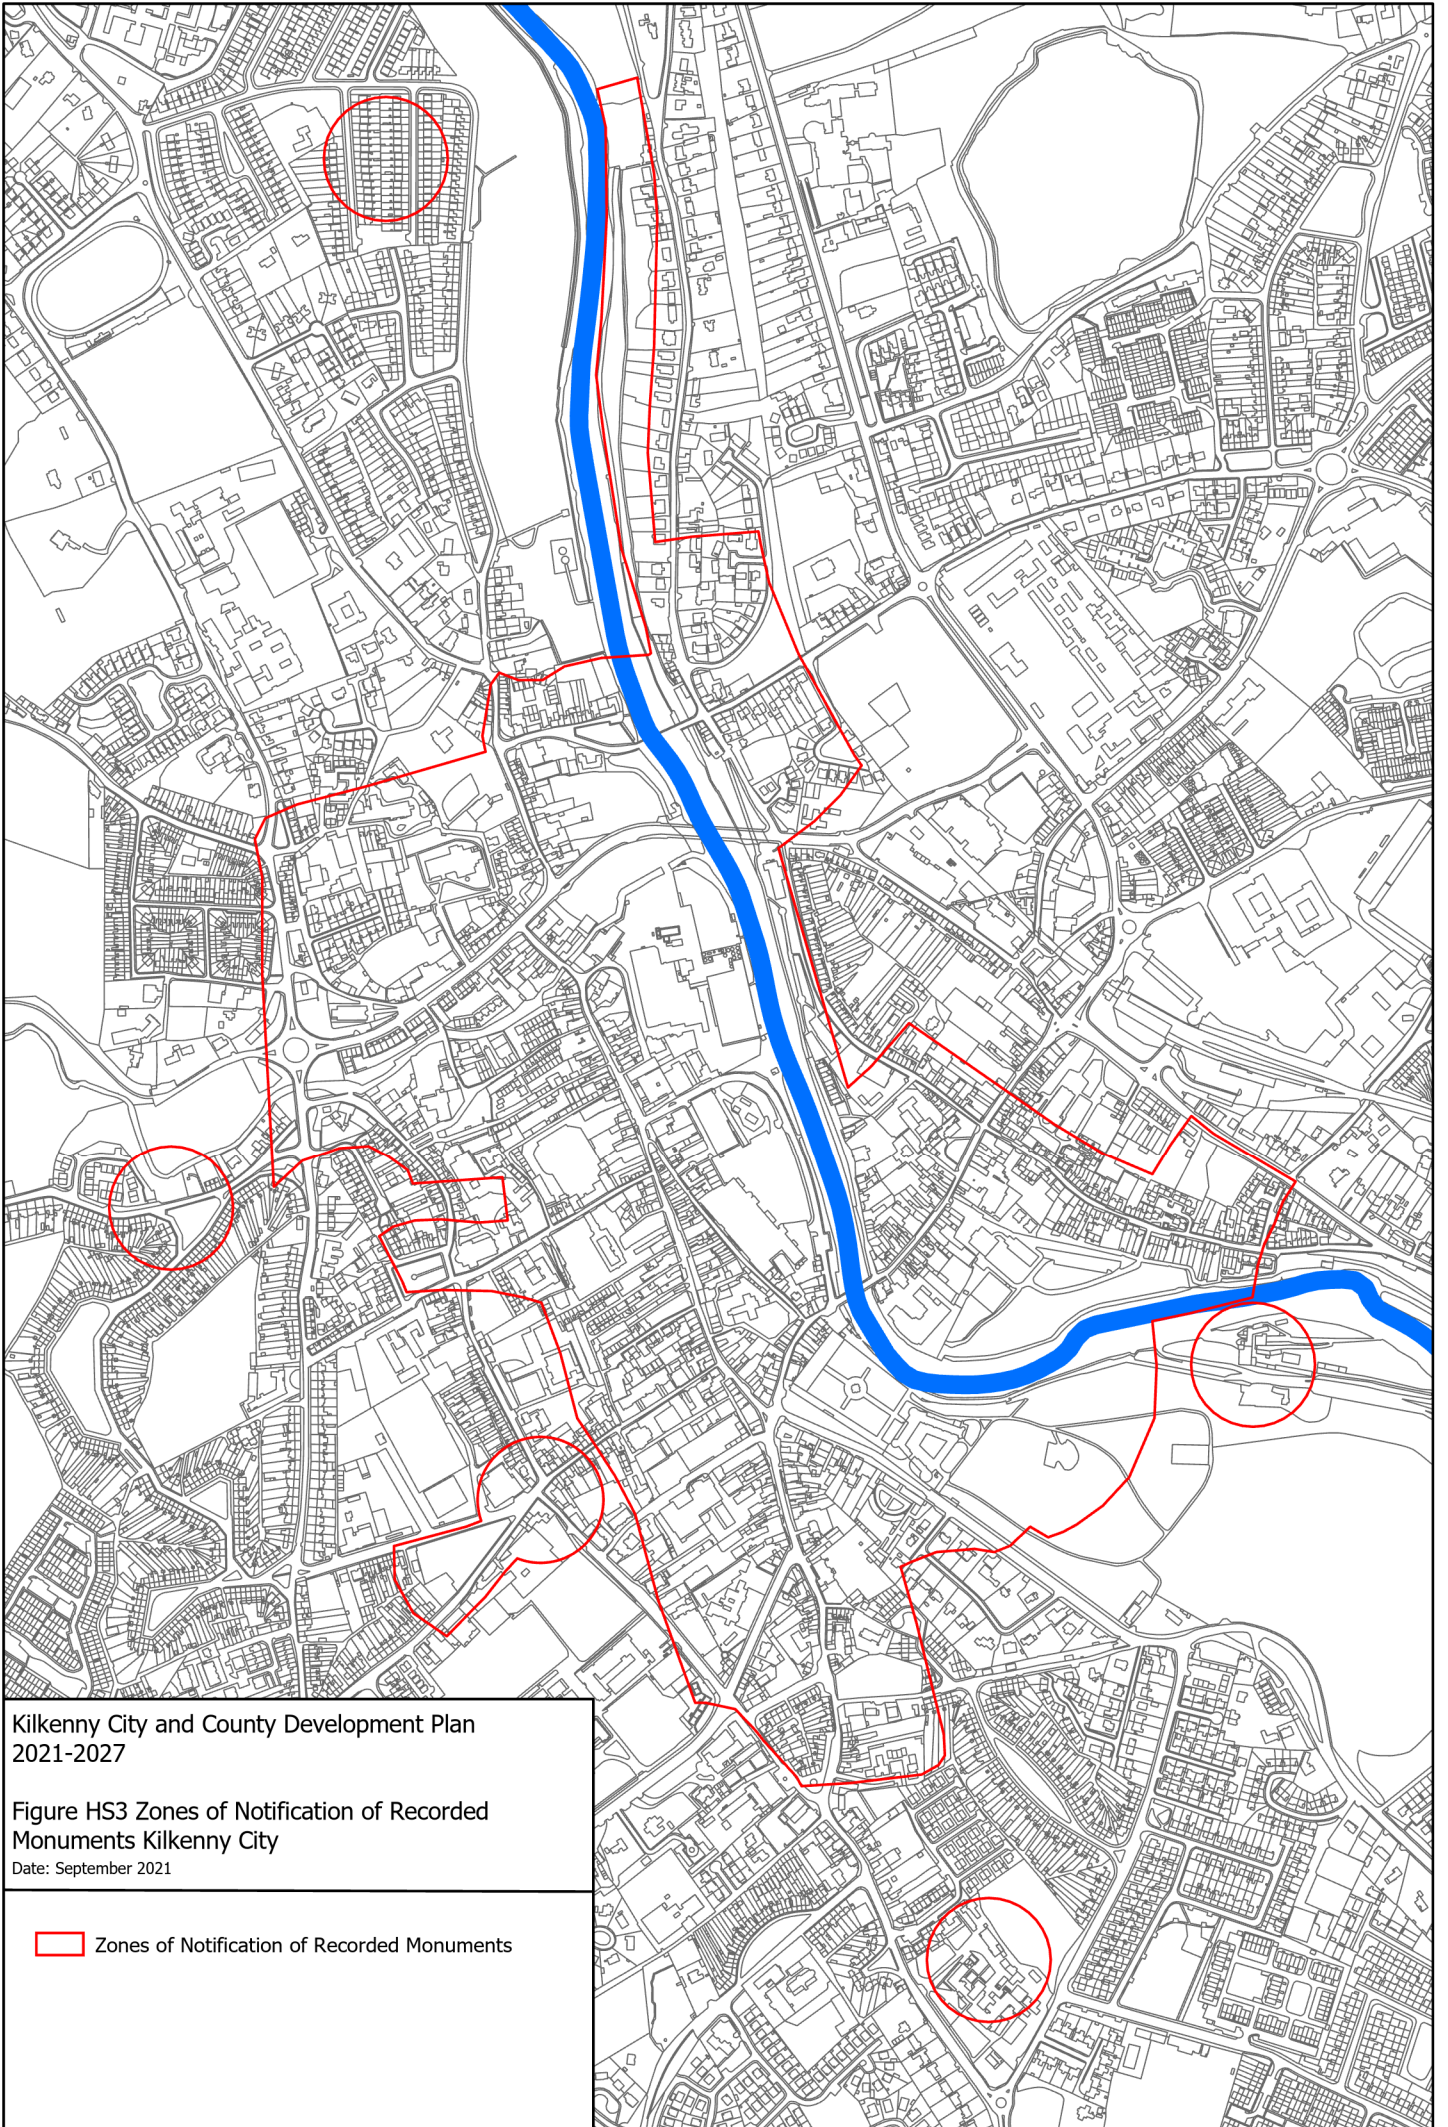 Kilkenny City and County Development Plan
2021-2027
Figure HS3 Zones of Notification of Recorded
Monuments Kilkenny City
Date: September 2021
Zones of Notification of Recorded Monuments